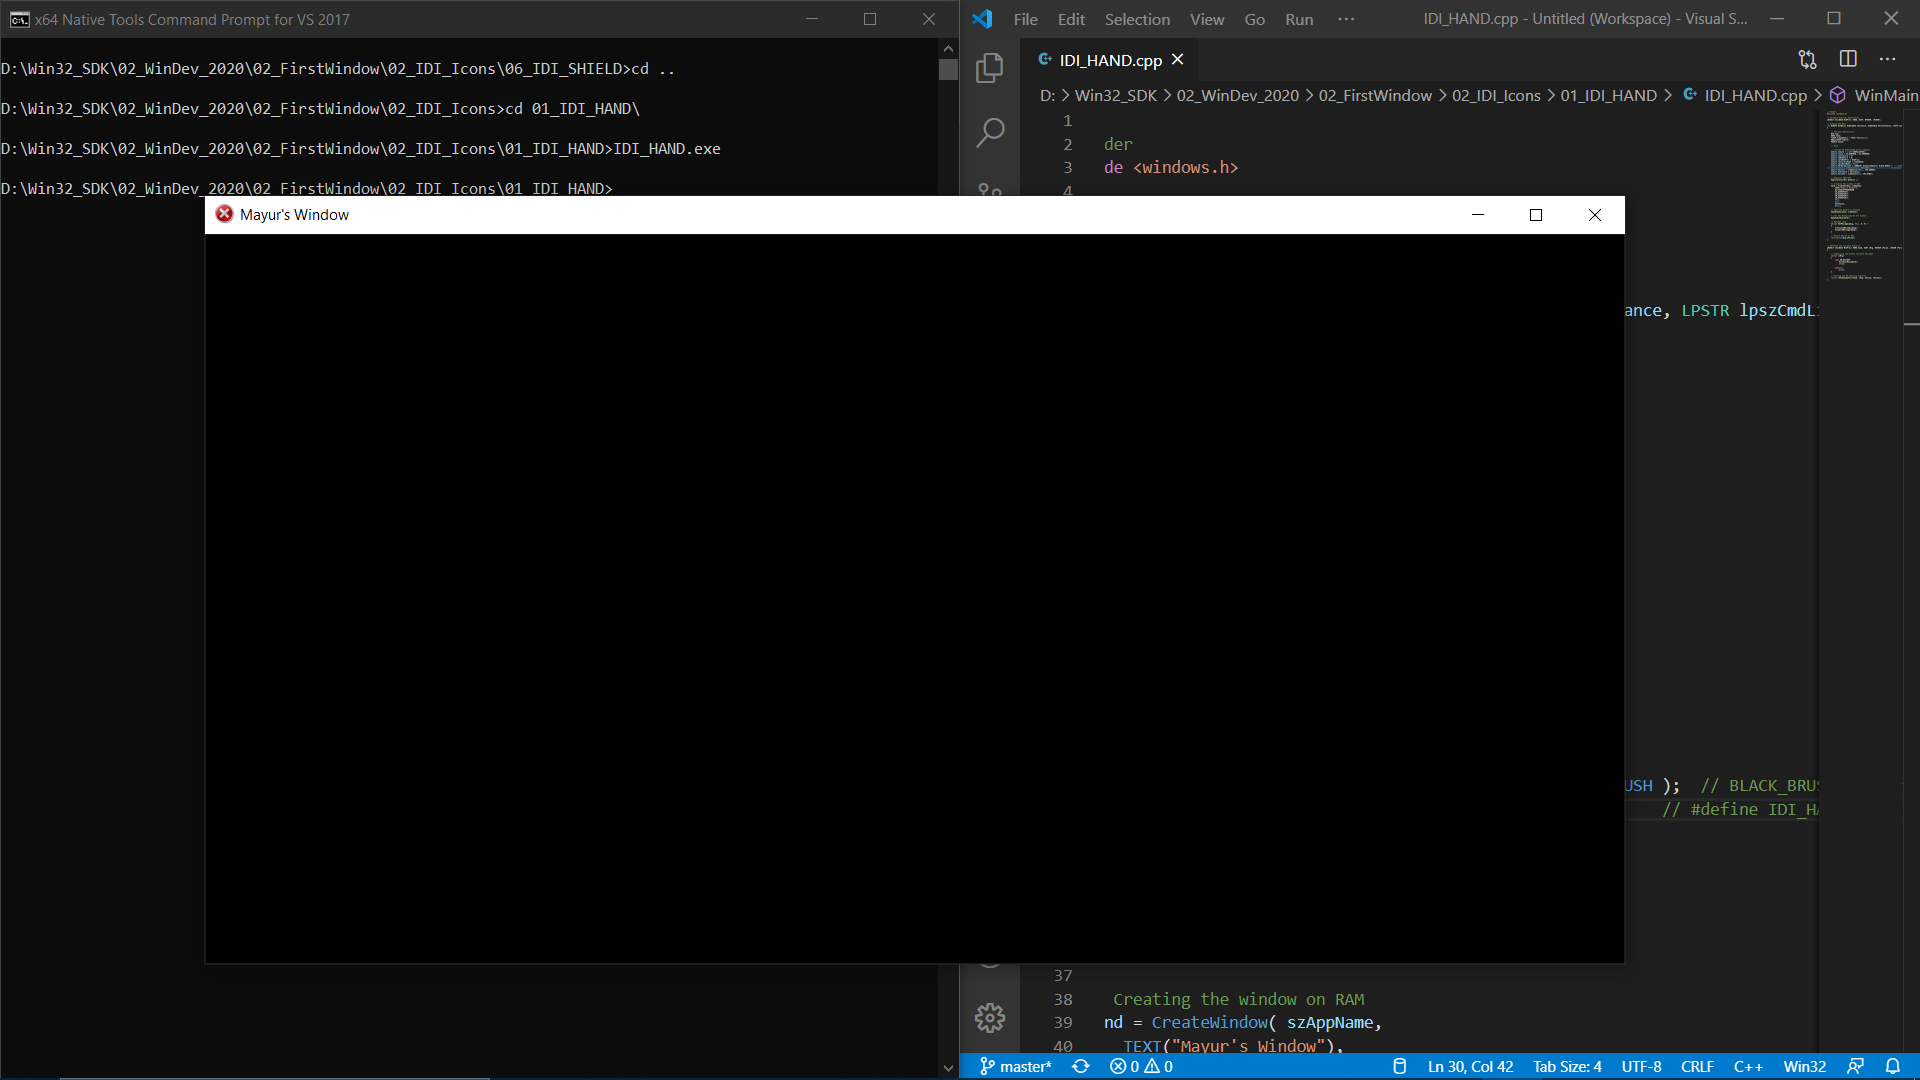 x64 Native Tools Command Prompt for VS 2017
D:\Win32_SDK\02_WinDev_2020\02_FirstWindow\02_IDI_Icons\06_IDI_SHIELD>cd ..
D:\Win32_SDK\02_WinDev_2020\02_FirstWindow\02_IDI_Icons>cd 01_IDI_HAND\
D:\Win32_SDK\02_WinDev_2020\02_FirstWindow\02_IDI_Icons\01_IDI_HAND>IDI_HAND.exe
D:\Win32_SDK\02_WinDev_2020\02_FirstWindow\02_IDI_Icons\01_IDI_HAND>
Mayur's Window
File Edit Selection View Go Run ··· IDI_HAND.cpp - Untitled (Workspace) - Visual S...
IDI_HAND.cpp
D: > Win32_SDK > 02_WinDev_2020 > 02_FirstWindow > 02_IDI_Icons > 01_IDI_HAND > IDI_HAND.cpp > WinMain
1
2 der
3 de <windows.h>
4
ance, LPSTR lpszCmdLi
USH ); // BLACK_BRUS
// #define IDI_HA
37
38 Creating the window on RAM
39 nd = CreateWindow( szAppName,
40 TEXT("Mayur's Window"),
master* 0 0 Ln 30, Col 42 Tab Size: 4 UTF-8 CRLF C++ Win32